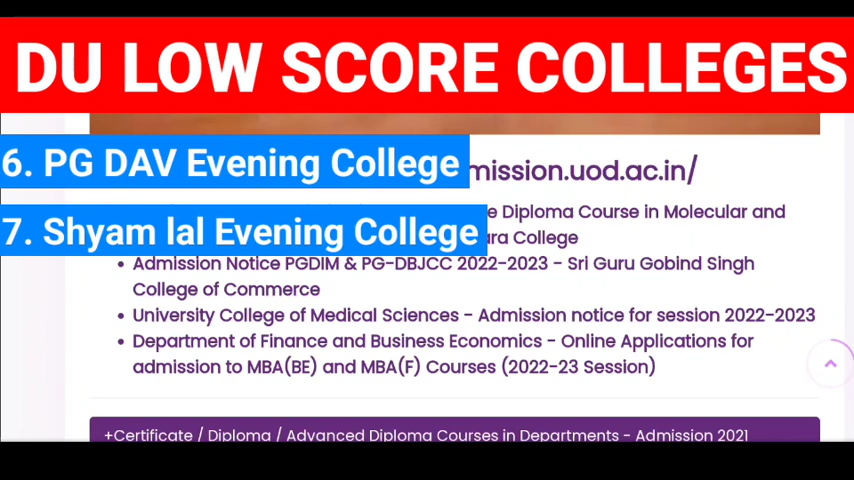 DU LOW SCORE COLLEGES
6. PG DAV Evening College
mission.uod.ac.in/
7. Shyam lal Evening College
e Diploma Course in Molecular and
ara College
Admission Notice PGDIM & PG-DBJCC 2022-2023 - Sri Guru Gobind Singh
College of Commerce
University College of Medical Sciences - Admission notice for session 2022-2023
Department of Finance and Business Economics - Online Applications for
admission to MBA(BE) and MBA(F) Courses (2022-23 Session)
+Certificate / Diploma / Advanced Diploma Courses in Departments - Admission 2021